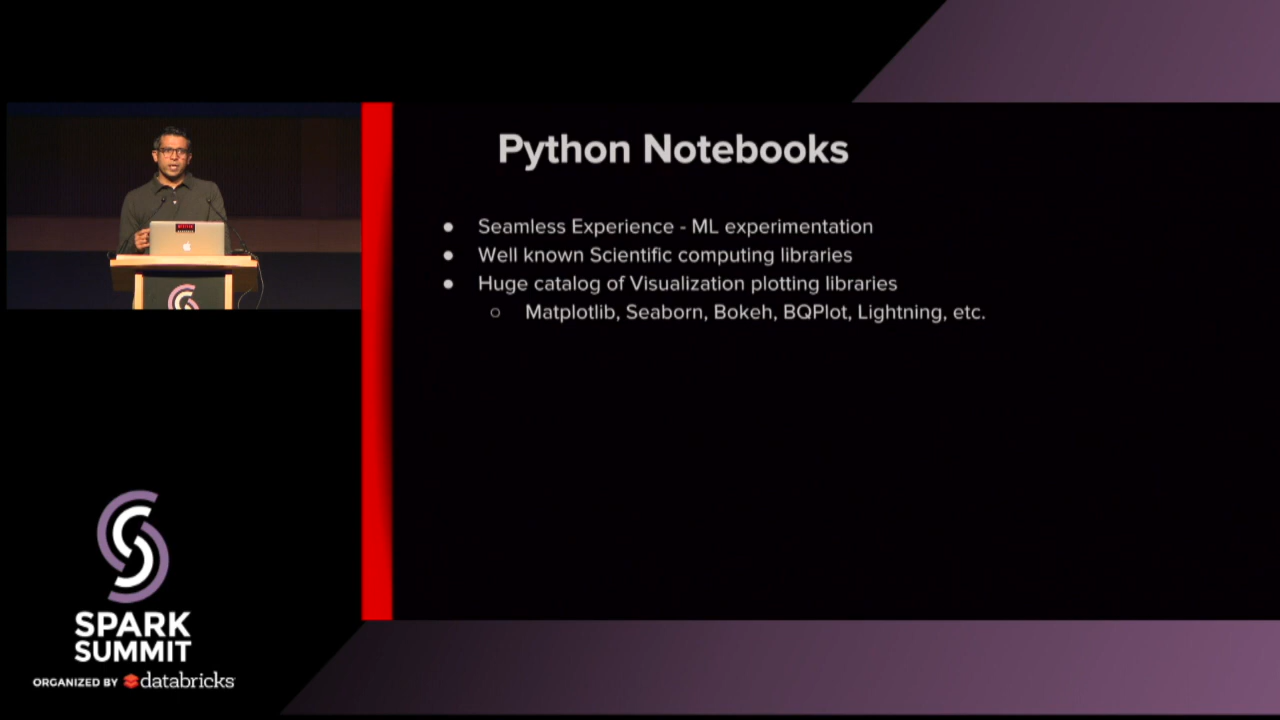 Python Notebooks
● Seamless Experience - ML experimentation
● Well known Scientific computing libraries
● Huge catalog of Visualization plotting libraries
○ Matplotlib, Seaborn, Bokeh, BQPlot, Lightning, etc.
SPARK
SUMMIT
ORGANIZED BY databricks